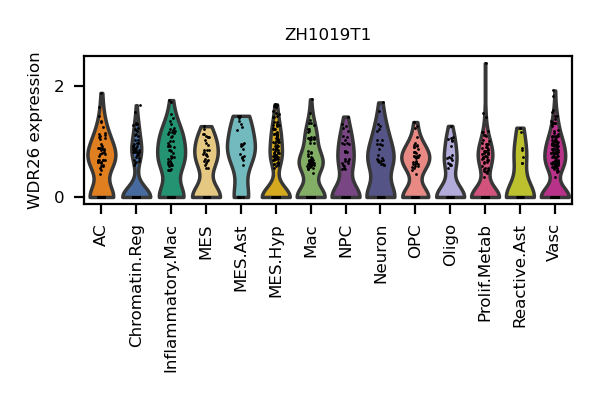 ZH1019T1
WDR26 expression
2
0
AC
Chromatin.Reg
Inflammatory.Mac
MES
MES.Ast
MES.Hyp
Mac
NPC
Neuron
OPC
Oligo
Prolif.Metab
Reactive.Ast
Vasc